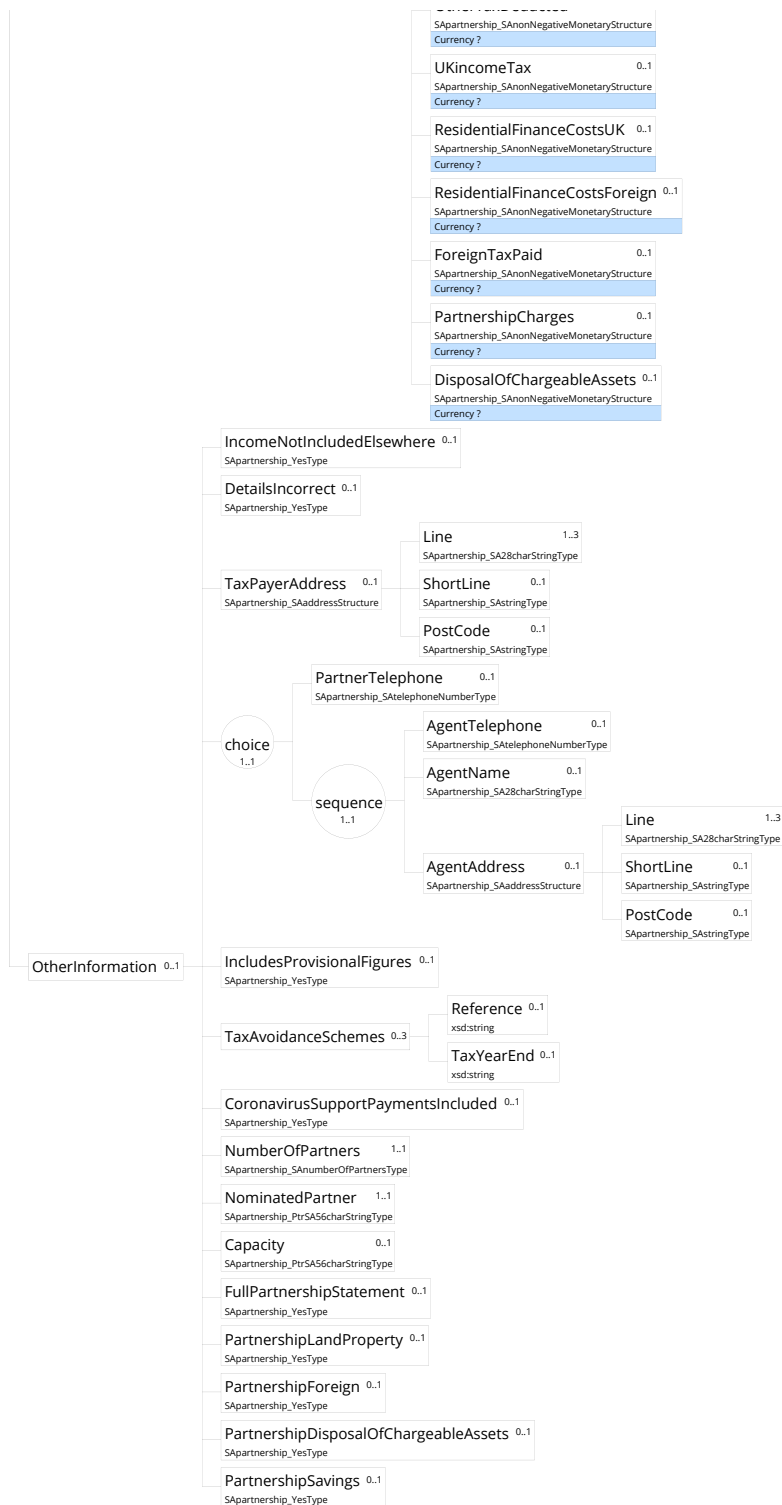 SApartnership_SAnonNegativeMonetaryStructure
Currency ?
UKincomeTax 0..1
SApartnership_SAnonNegativeMonetaryStructure
Currency ?
ResidentialFinanceCostsUK 0..1
SApartnership_SAnonNegativeMonetaryStructure
Currency ?
ResidentialFinanceCostsForeign 0..1
SApartnership_SAnonNegativeMonetaryStructure
Currency ?
ForeignTaxPaid 0..1
SApartnership_SAnonNegativeMonetaryStructure
Currency ?
PartnershipCharges 0..1
SApartnership_SAnonNegativeMonetaryStructure
Currency ?
DisposalOfChargeableAssets 0..1
SApartnership_SAnonNegativeMonetaryStructure
Currency ?
IncomeNotIncludedElsewhere 0..1
SApartnership_YesType
DetailsIncorrect 0..1
SApartnership_YesType
TaxPayerAddress 0..1
SApartnership_SAaddressStructure
Line 1..3
SApartnership_SA28charStringType
ShortLine 0..1
SApartnership_SAstringType
PostCode 0..1
SApartnership_SAstringType
choice
1..1
PartnerTelephone 0..1
SApartnership_SAtelephoneNumberType
sequence
1..1
AgentTelephone 0..1
SApartnership_SAtelephoneNumberType
AgentName 0..1
SApartnership_SA28charStringType
AgentAddress 0..1
SApartnership_SAaddressStructure
Line 1..3
SApartnership_SA28charStringType
ShortLine 0..1
SApartnership_SAstringType
PostCode 0..1
SApartnership_SAstringType
OtherInformation 0..1
IncludesProvisionalFigures 0..1
SApartnership_YesType
TaxAvoidanceSchemes 0..3
Reference 0..1
xsd:string
TaxYearEnd 0..1
xsd:string
CoronavirusSupportPaymentsIncluded 0..1
SApartnership_YesType
NumberOfPartners 1..1
SApartnership_SAnumberOfPartnersType
NominatedPartner 1..1
SApartnership_PtrSA56charStringType
Capacity 0..1
SApartnership_PtrSA56charStringType
FullPartnershipStatement 0..1
SApartnership_YesType
PartnershipLandProperty 0..1
SApartnership_YesType
PartnershipForeign 0..1
SApartnership_YesType
PartnershipDisposalOfChargeableAssets 0..1
SApartnership_YesType
PartnershipSavings 0..1
SApartnership_YesType